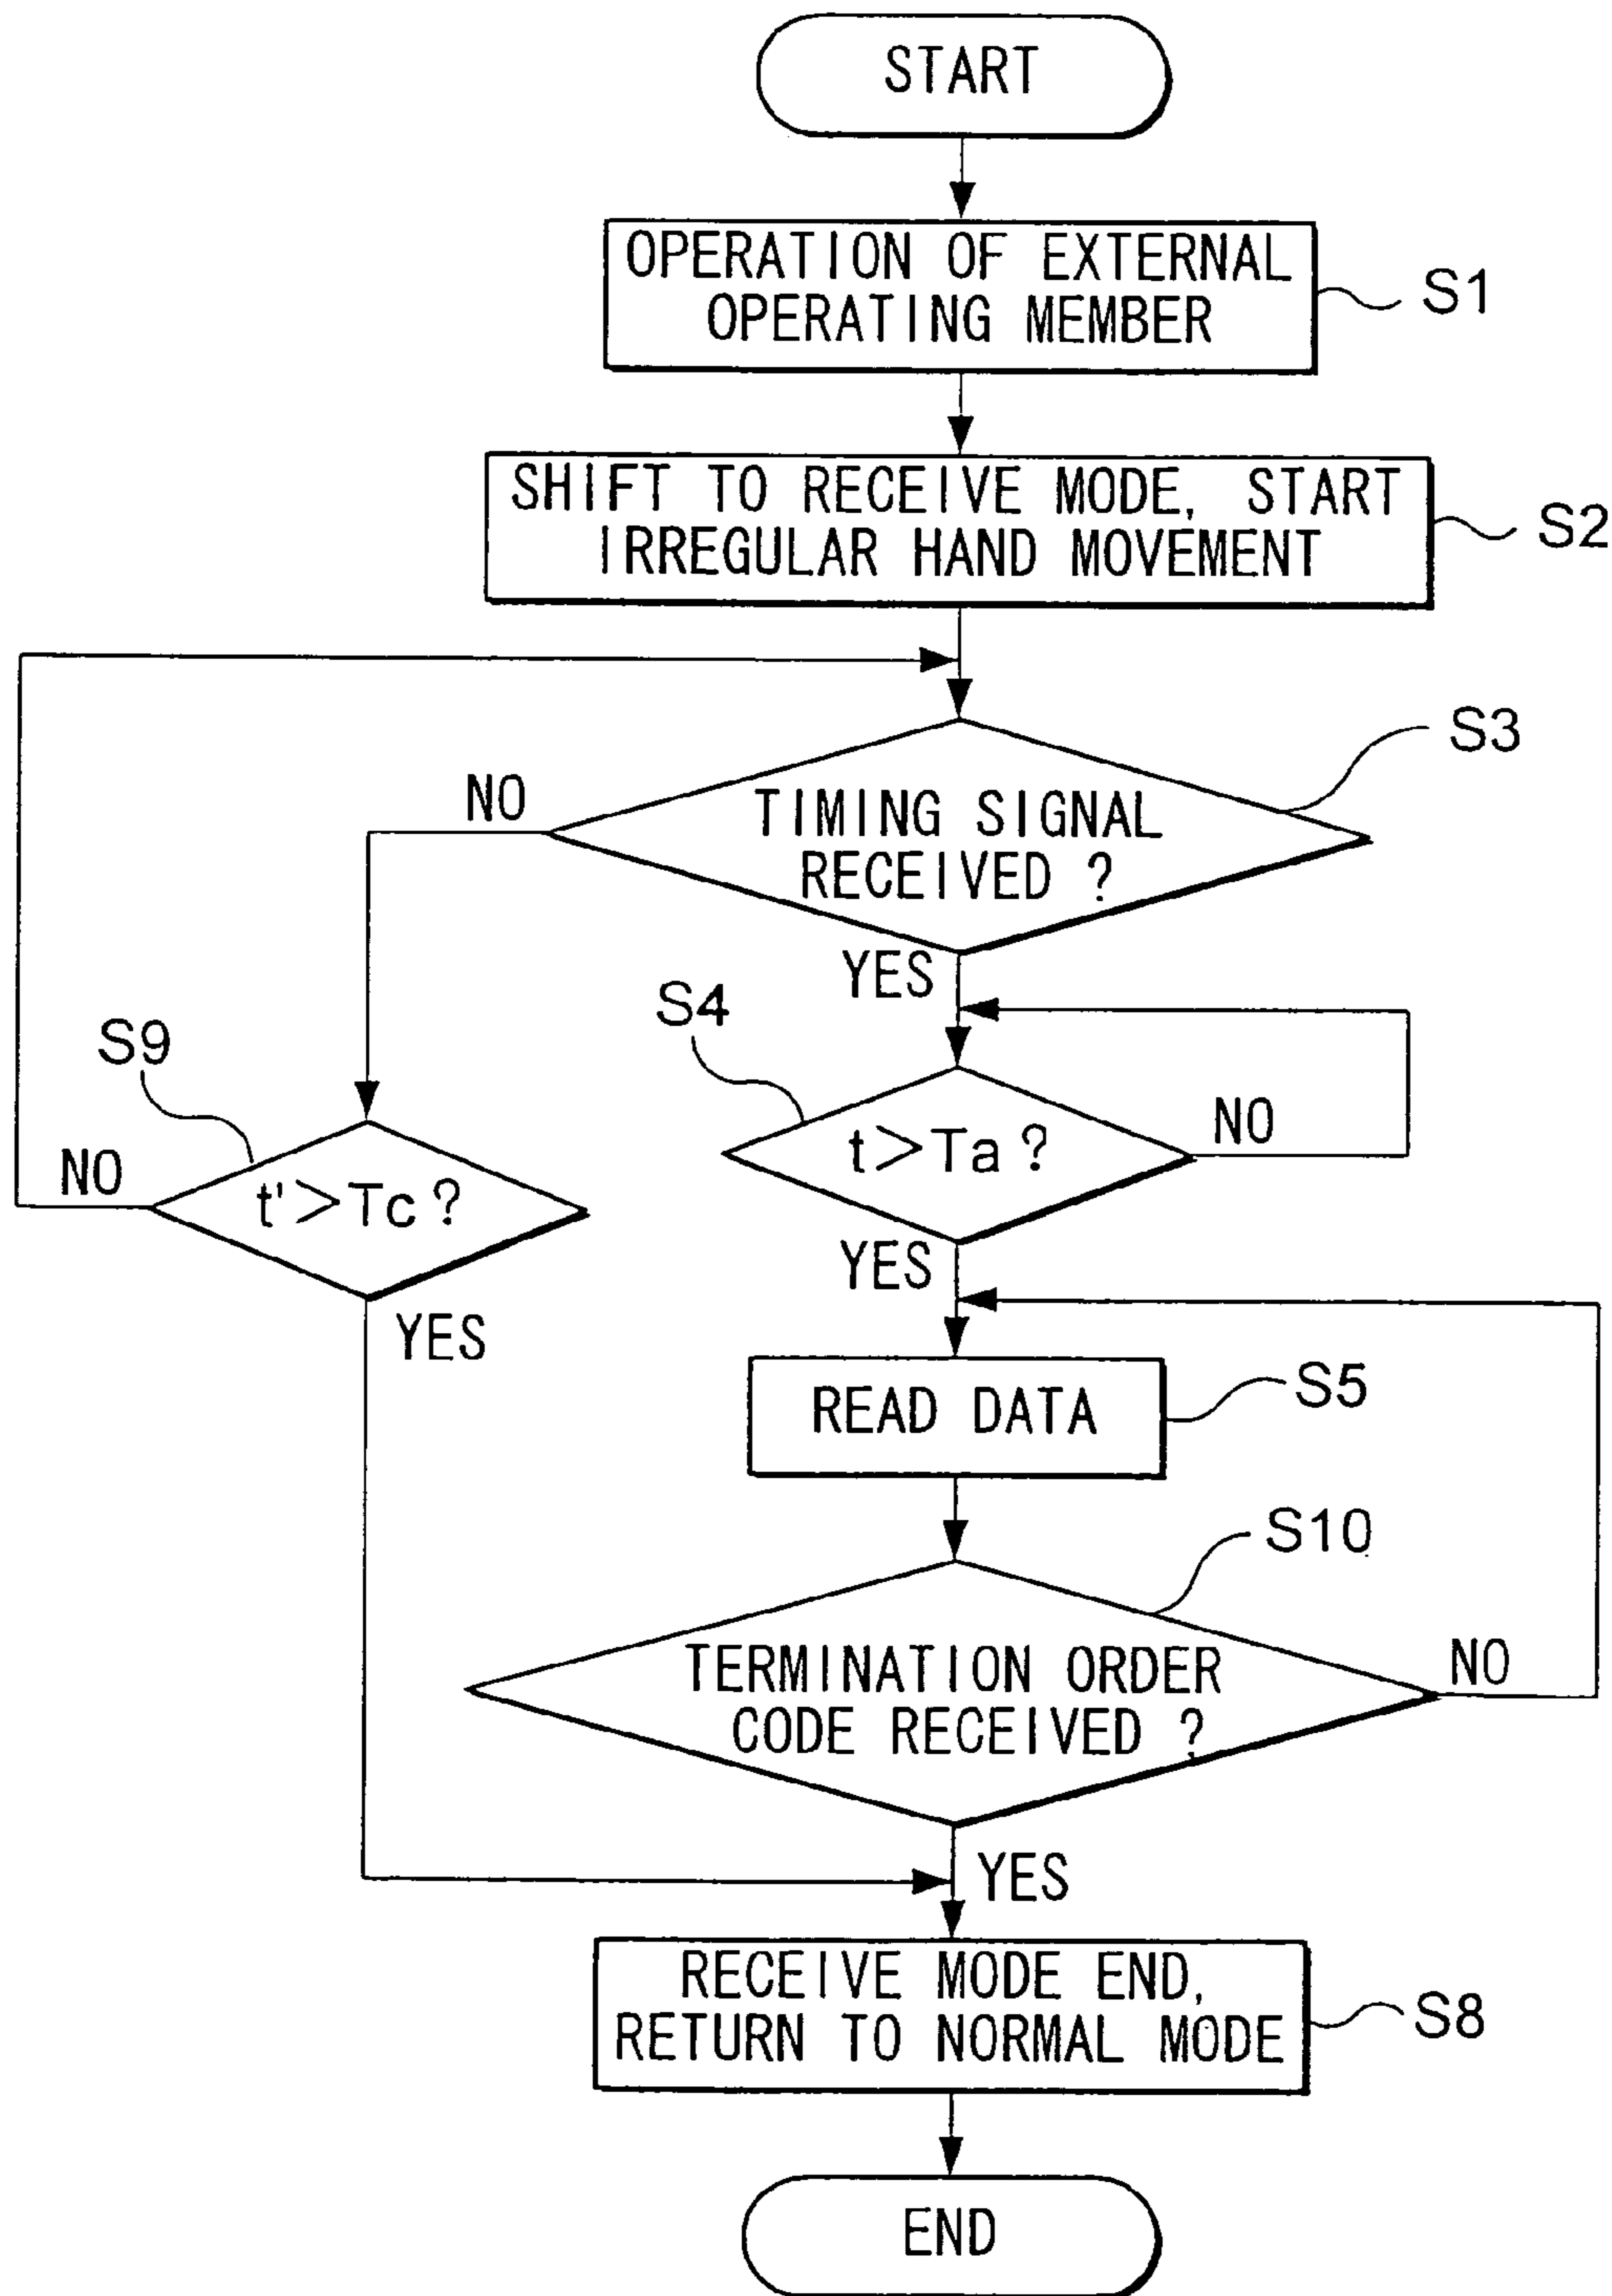 START
OPERATION OF EXTERNAL
OPERATING MEMBER
S1
SHIFT TO RECEIVE MODE, START
IRREGULAR HAND MOVEMENT
S2
S3
NO
TIMING SIGNAL
RECEIVED ?
YES
S4
S9
t>Ta?
NO
NO
t'>Tc?
YES
YES
READ DATA
S5
S10
TERMINATION ORDER
CODE RECEIVED ?
NO
YES
RECEIVE MODE END,
RETURN TO NORMAL MODE
S8
END